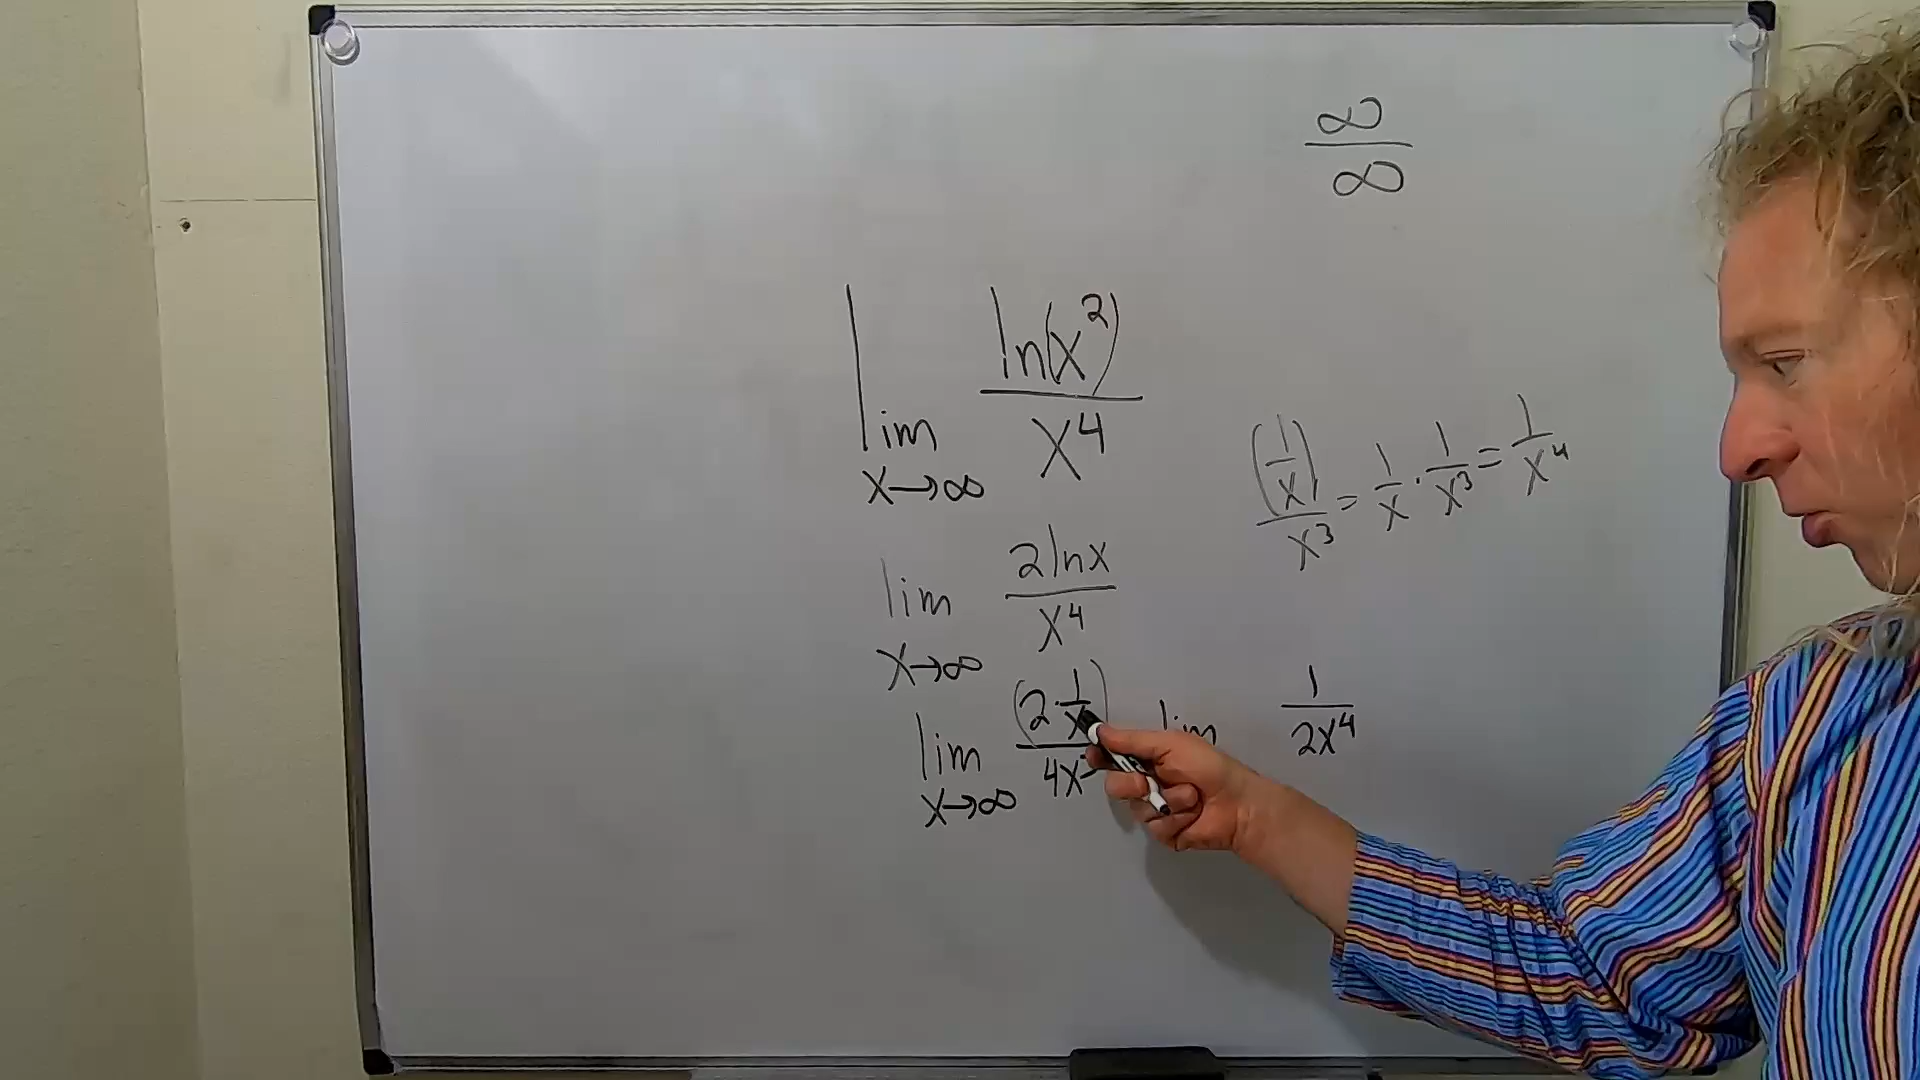 ∞
∞
lim ln(x²)
x→∞ x⁴
(1/x)/x³ = 1/x · 1/x³ = 1/x⁴
lim 2lnx
x→∞ x⁴
lim (2·1/x) lim 1
x→∞ 4x 2x⁴